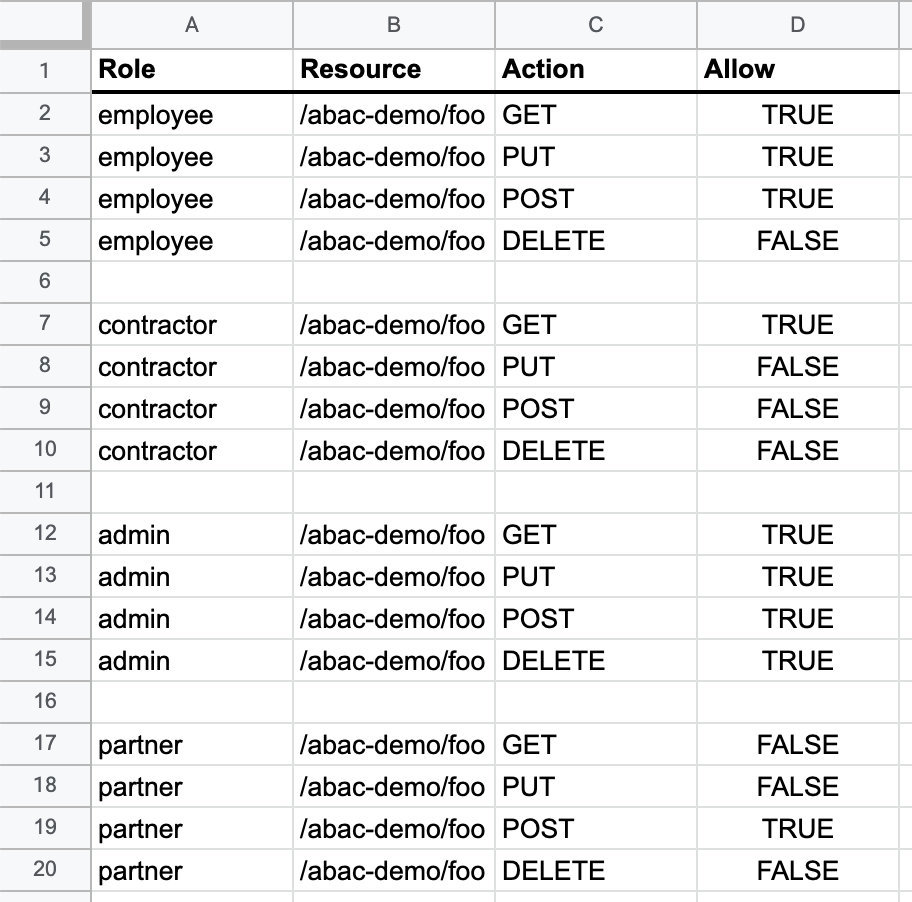 A B C D
1 Role Resource Action Allow
2 employee /abac-demo/foo GET TRUE
3 employee /abac-demo/foo PUT TRUE
4 employee /abac-demo/foo POST TRUE
5 employee /abac-demo/foo DELETE FALSE
6
7 contractor /abac-demo/foo GET TRUE
8 contractor /abac-demo/foo PUT FALSE
9 contractor /abac-demo/foo POST FALSE
10 contractor /abac-demo/foo DELETE FALSE
11
12 admin /abac-demo/foo GET TRUE
13 admin /abac-demo/foo PUT TRUE
14 admin /abac-demo/foo POST TRUE
15 admin /abac-demo/foo DELETE TRUE
16
17 partner /abac-demo/foo GET FALSE
18 partner /abac-demo/foo PUT FALSE
19 partner /abac-demo/foo POST TRUE
20 partner /abac-demo/foo DELETE FALSE